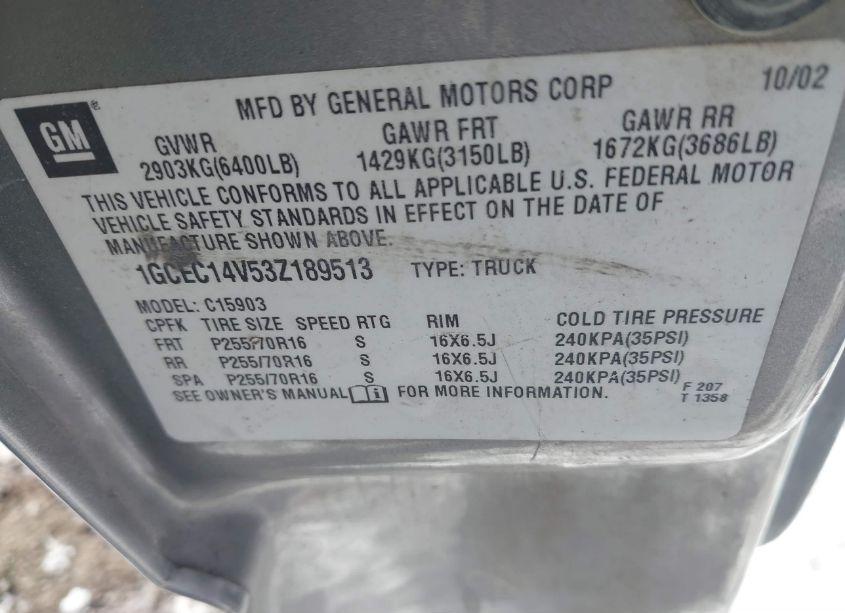 GM®
MFD BY GENERAL MOTORS CORP 10/02
GVWR GAWR FRT GAWR RR
2903KG(6400LB) 1429KG(3150LB) 1672KG(3686LB)
THIS VEHICLE CONFORMS TO ALL APPLICABLE U.S. FEDERAL MOTOR
VEHICLE SAFETY STANDARDS IN EFFECT ON THE DATE OF
MANUFACTURE SHOWN ABOVE.
1GCEC14V53Z189513 TYPE: TRUCK
MODEL: C15903
CPFK TIRE SIZE SPEED RTG RIM COLD TIRE PRESSURE
FRT P255/70R16 S 16X6.5J 240KPA(35PSI)
RR P255/70R16 S 16X6.5J 240KPA(35PSI)
SPA P255/70R16 S 16X6.5J 240KPA(35PSI)
SEE OWNER'S MANUAL FOR MORE INFORMATION.
F 207
T 1358